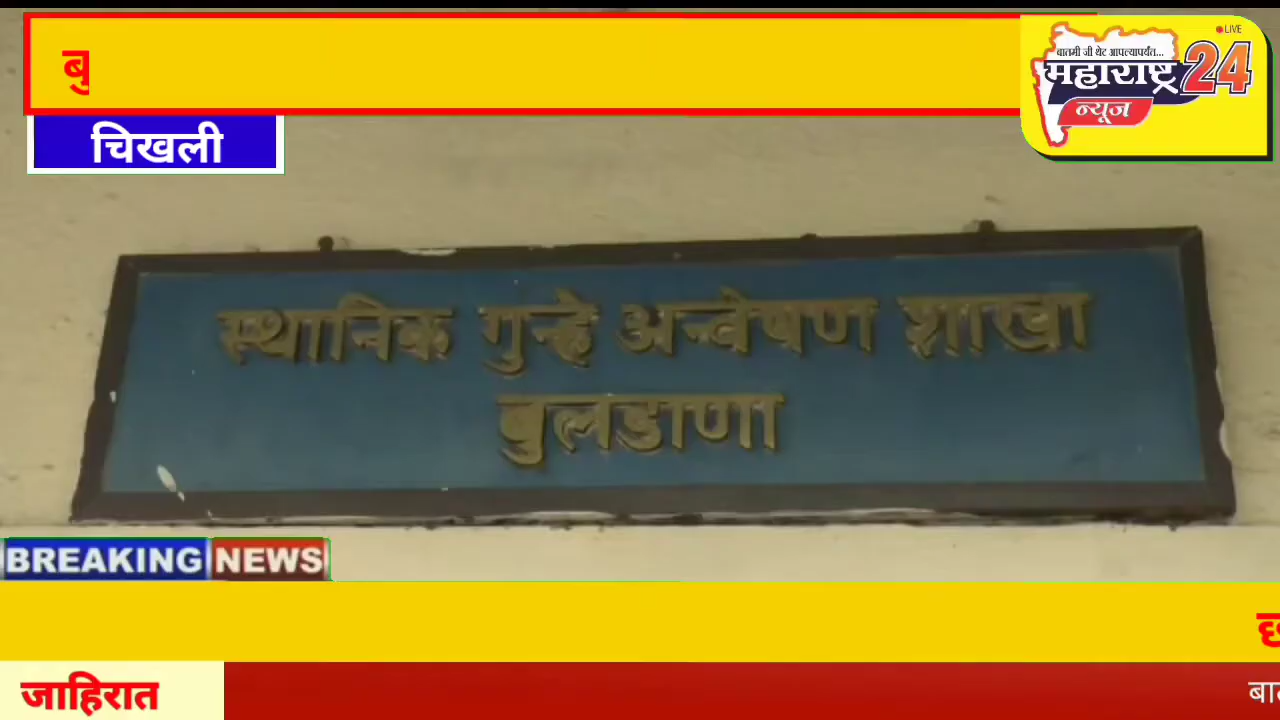 बु
LIVE
बातमी जी थेट आपल्यापर्यंत...
महाराष्ट्र 24
न्यूज
चिखली
स्थानिक गुन्हे अन्वेषण शाखा
बुलडाणा
BREAKING NEWS
जाहिरात